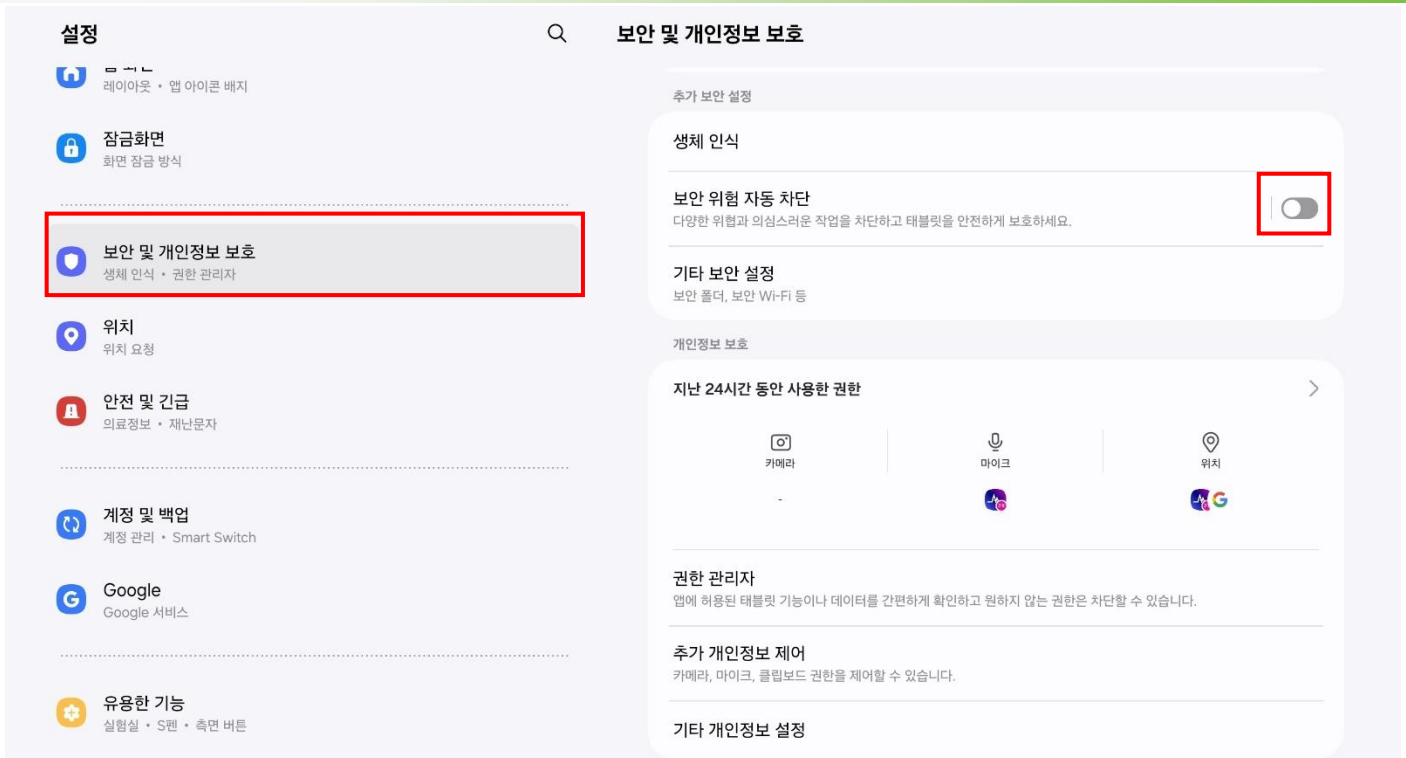 설정
레이아웃 • 앱 아이콘 배지
잠금화면
화면 잠금 방식
보안 및 개인정보 보호
생체 인식 • 권한 관리자
위치
위치 요청
안전 및 긴급
의료정보 • 재난문자
계정 및 백업
계정 관리 • Smart Switch
Google
Google 서비스
유용한 기능
실험실 • S펜 • 측면 버튼
보안 및 개인정보 보호
추가 보안 설정
생체 인식
보안 위험 자동 차단
다양한 위협과 의심스러운 작업을 차단하고 태블릿을 안전하게 보호하세요.
기타 보안 설정
보안 폴더, 보안 Wi-Fi 등
개인정보 보호
지난 24시간 동안 사용한 권한
카메라
마이크
위치
-
권한 관리자
앱에 허용된 태블릿 기능이나 데이터를 간편하게 확인하고 원하지 않는 권한은 차단할 수 있습니다.
추가 개인정보 제어
카메라, 마이크, 클립보드 권한을 제어할 수 있습니다.
기타 개인정보 설정